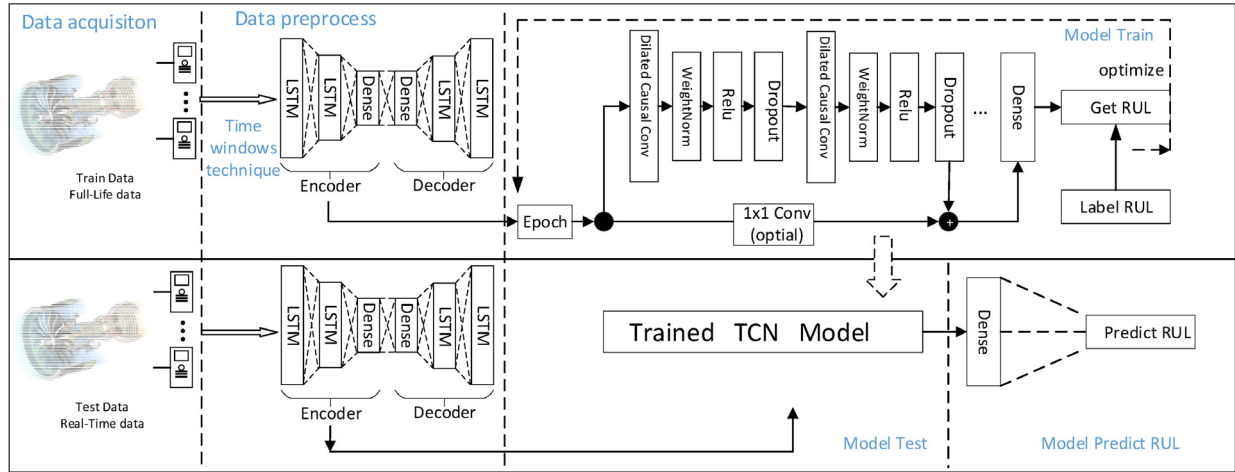 Data acquisiton
Data preprocess
Model Train
optimize
LSTM
LSTM
Dense
Dense
LSTM
LSTM
Time
windows
technique
Encoder
Decoder
Train Data
Full-Life data
Epoch
Dilated Causal Conv
WeightNorm
Relu
Dropout
Dilated Causal Conv
WeightNorm
Relu
Dropout
...
Dense
Get RUL
Label RUL
1x1 Conv
(optial)
+
LSTM
LSTM
Dense
Dense
LSTM
LSTM
Encoder
Decoder
Test Data
Real-Time data
Trained TCN Model
Dense
Predict RUL
Model Test
Model Predict RUL